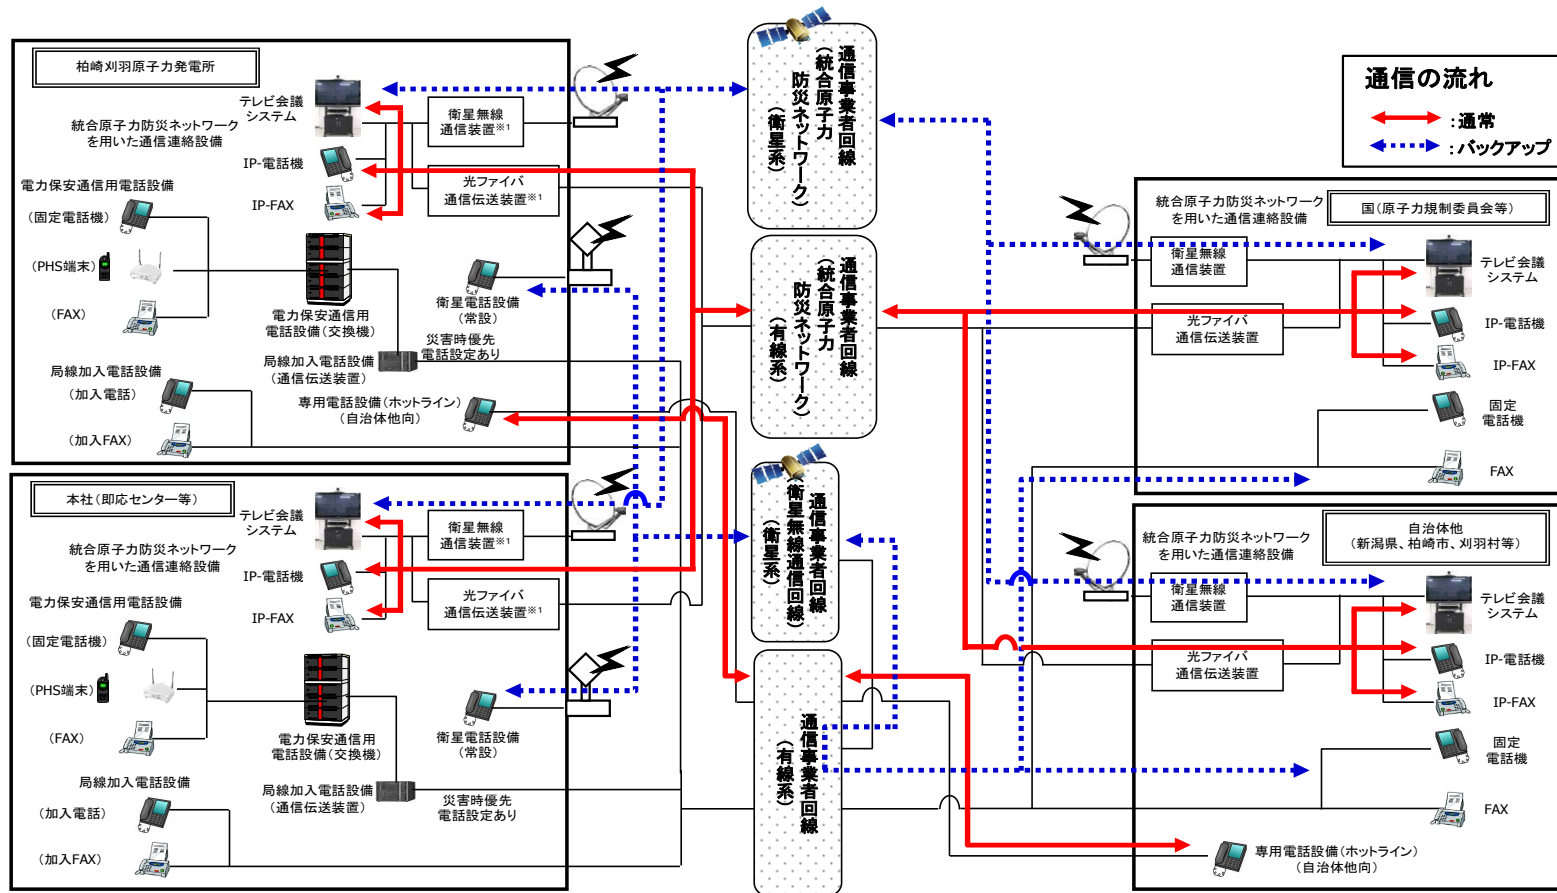 柏崎刈羽原子力発電所
テレビ会議
システム
統合原子力防災ネットワーク
を用いた通信連絡設備
衛星無線
通信装置※1
IP-電話機
光ファイバ
通信伝送装置※1
IP-FAX
電力保安通信用電話設備
(固定電話機)
(PHS端末)
(FAX)
電力保安通信用
電話設備(交換機)
衛星電話設備
(常設)
災害時優先
電話設定あり
局線加入電話設備
(通信伝送装置)
局線加入電話設備
(加入電話)
(加入FAX)
専用電話設備(ホットライン)
(自治体他向)
本社(即応センター等)
テレビ会議
システム
統合原子力防災ネットワーク
を用いた通信連絡設備
衛星無線
通信装置※1
IP-電話機
光ファイバ
通信伝送装置※1
IP-FAX
電力保安通信用電話設備
(固定電話機)
(PHS端末)
(FAX)
電力保安通信用
電話設備(交換機)
衛星電話設備
(常設)
局線加入電話設備
(通信伝送装置)
災害時優先
電話設定あり
局線加入電話設備
(加入電話)
(加入FAX)
通信事業者回線
(統合原子力
防災ネットワーク)
(衛星系)
通信事業者回線
(統合原子力
防災ネットワーク)
(有線系)
通信事業者回線
(衛星無線通信回線
(衛星系)
通信事業者回線
(有線系)
通信の流れ
:通常
:バックアップ
国(原子力規制委員会等)
統合原子力防災ネットワーク
を用いた通信連絡設備
衛星無線
通信装置
テレビ会議
システム
光ファイバ
通信伝送装置
IP-電話機
IP-FAX
固定
電話機
FAX
自治体他
(新潟県、柏崎市、刈羽村等)
統合原子力防災ネットワーク
を用いた通信連絡設備
衛星無線
通信装置
テレビ会議
システム
光ファイバ
通信伝送装置
IP-電話機
IP-FAX
固定
電話機
FAX
専用電話設備(ホットライン)
(自治体他向)